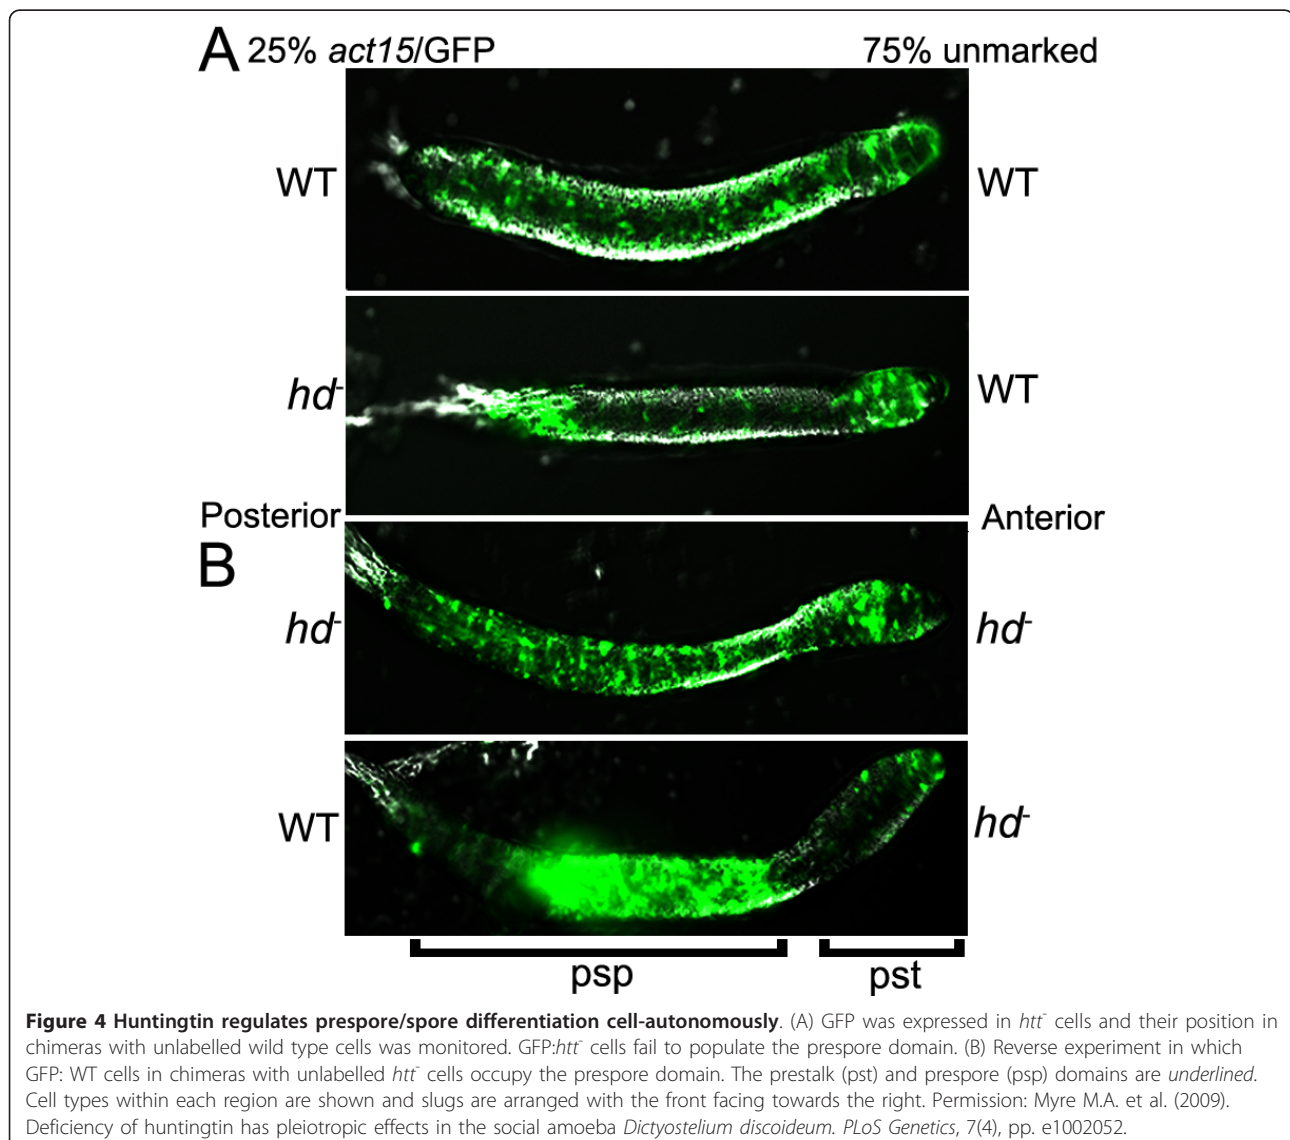 A 25% act15/GFP 75% unmarked
WT WT
hd- WT
Posterior Anterior
B
hd- hd-
WT hd-
psp pst
Figure 4 Huntingtin regulates prespore/spore differentiation cell-autonomously. (A) GFP was expressed in htt- cells and their position in
chimeras with unlabelled wild type cells was monitored. GFP:htt- cells fail to populate the prespore domain. (B) Reverse experiment in which
GFP: WT cells in chimeras with unlabelled htt- cells occupy the prespore domain. The prestalk (pst) and prespore (psp) domains are underlined.
Cell types within each region are shown and slugs are arranged with the front facing towards the right. Permission: Myre M.A. et al. (2009).
Deficiency of huntingtin has pleiotropic effects in the social amoeba Dictyostelium discoideum. PLoS Genetics, 7(4), pp. e1002052.